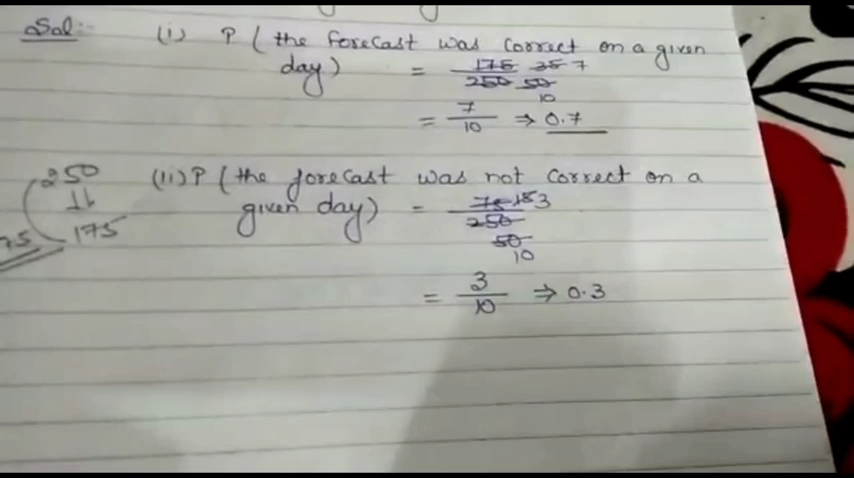 Sol:-
(i) P ( the forecast was correct on a given
day) = 175 35 7
250 50
10
= 7/10 ⇒ 0.7
(ii) P ( the forecast was not correct on a
given day) = 75 15 3
250
50
10
= 3/10 ⇒ 0.3
250
175
75